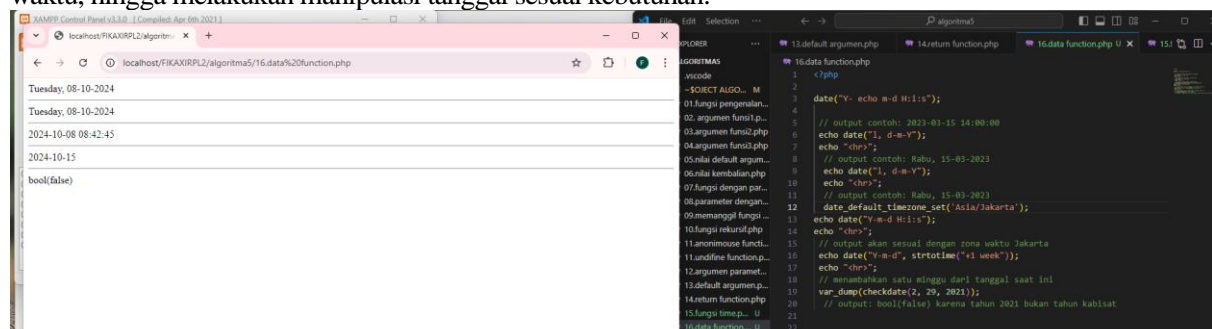 waktu, hingga melakukan manipulasi tanggal sesuai kebutuhan.
XAMPP Control Panel v3.3.0 [ Compiled: Apr 6th 2021 ]
localhost/FIKAXIRPL2/algoritm
localhost/FIKAXIRPL2/algoritma5/16.data%20function.php
F
Tuesday, 08-10-2024
Tuesday, 08-10-2024
2024-10-08 08:42:45
2024-10-15
bool(false)
File Edit Selection ···
algoritma5
XPLORER ···
LGORITMA5
.vscode
~$OJECT ALGO... M
01.fungsi pengenalan...
02. argumen funsi1.p...
03.argumen funsi2.php
04.argumen funsi3.php
05.nilai default argum...
06.nilai kembalian.php
07.fungsi dengan par...
08.parameter dengan...
09.memanggil fungsi ...
10.fungsi rekursif.php
11.anonimouse functi...
11.undifine function.p...
12.argumen paramet...
13.default argumen.p...
14.return function.php
15.fungsi time.p... U
16.data function... U
13.default argumen.php 14.return function.php 16.data function.php U 15.f
16.data function.php
1 <?php
2
3 date("Y- echo m-d H:i:s");
4
5 // output contoh: 2023-03-15 14:00:00
6 echo date("l, d-m-Y");
7 echo "<hr>";
8 // output contoh: Rabu, 15-03-2023
9 echo date("l, d-m-Y");
10 echo "<hr>";
11 // output contoh: Rabu, 15-03-2023
12 date_default_timezone_set('Asia/Jakarta');
13 echo date("Y-m-d H:i:s");
14 echo "<hr>";
15 // output akan sesuai dengan zona waktu Jakarta
16 echo date("Y-m-d", strtotime("+1 week"));
17 echo "<hr>";
18 // menambahkan satu minggu dari tanggal saat ini
19 var_dump(checkdate(2, 29, 2021));
20 // output: bool(false) karena tahun 2021 bukan tahun kabisat
21
22